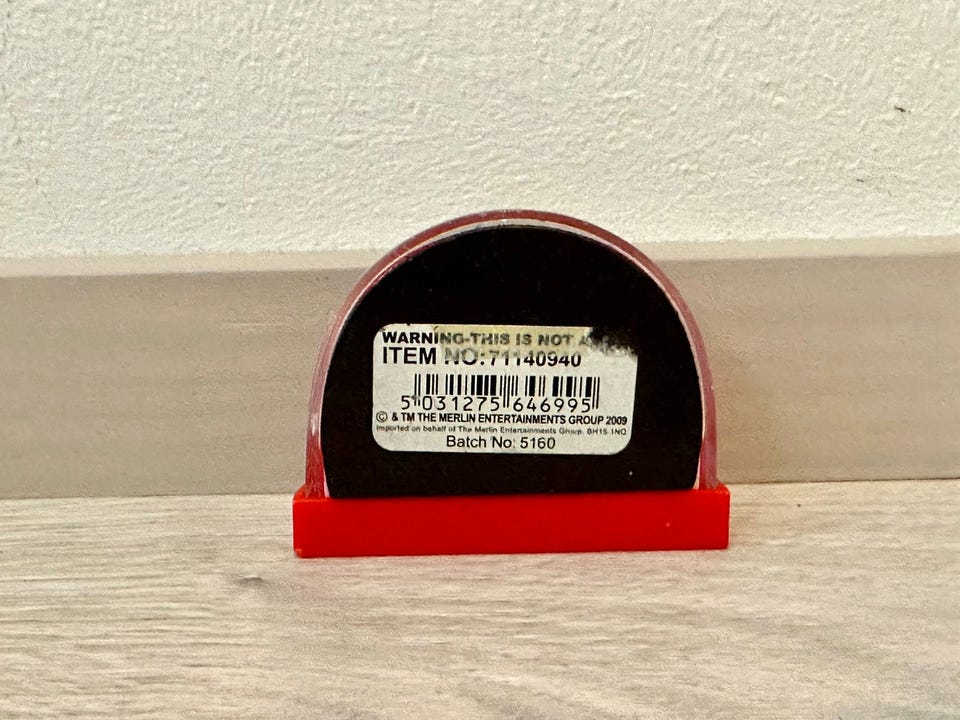 WARNING-THIS IS NOT A
ITEM NO: 71140940
5 031275 646995
© & TM THE MERLIN ENTERTAINMENTS GROUP 2009
Imported on behalf of The Merlin Entertainments Group. BH15 1NQ
Batch No: 5160